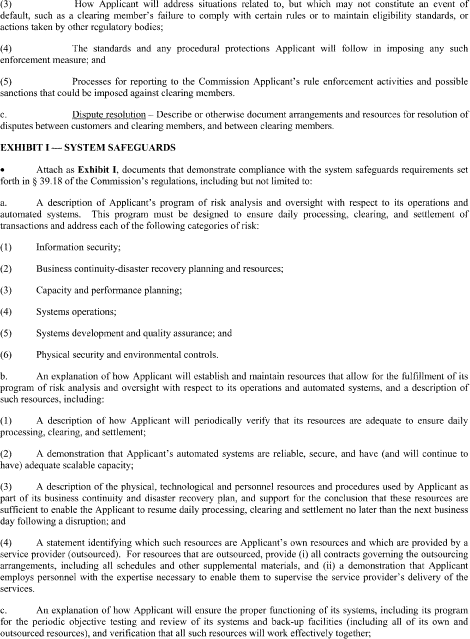 (3) How Applicant will address situations related to, but which may not constitute an event of
default, such as a clearing member's failure to comply with certain rules or to maintain eligibility standards, or
actions taken by other regulatory bodies;
(4) The standards and any procedural protections Applicant will follow in imposing any such
enforcement measure; and
(5) Processes for reporting to the Commission Applicant's rule enforcement activities and possible
sanctions that could be imposed against clearing members.
c. Dispute resolution – Describe or otherwise document arrangements and resources for resolution of
disputes between customers and clearing members, and between clearing members.
EXHIBIT I — SYSTEM SAFEGUARDS
• Attach as Exhibit I, documents that demonstrate compliance with the system safeguards requirements set
forth in § 39.18 of the Commission's regulations, including but not limited to:
a. A description of Applicant's program of risk analysis and oversight with respect to its operations and
automated systems. This program must be designed to ensure daily processing, clearing, and settlement of
transactions and address each of the following categories of risk:
(1) Information security;
(2) Business continuity-disaster recovery planning and resources;
(3) Capacity and performance planning;
(4) Systems operations;
(5) Systems development and quality assurance; and
(6) Physical security and environmental controls.
b. An explanation of how Applicant will establish and maintain resources that allow for the fulfillment of its
program of risk analysis and oversight with respect to its operations and automated systems, and a description of
such resources, including:
(1) A description of how Applicant will periodically verify that its resources are adequate to ensure daily
processing, clearing, and settlement;
(2) A demonstration that Applicant's automated systems are reliable, secure, and have (and will continue to
have) adequate scalable capacity;
(3) A description of the physical, technological and personnel resources and procedures used by Applicant as
part of its business continuity and disaster recovery plan, and support for the conclusion that these resources are
sufficient to enable the Applicant to resume daily processing, clearing and settlement no later than the next business
day following a disruption; and
(4) A statement identifying which such resources are Applicant's own resources and which are provided by a
service provider (outsourced). For resources that are outsourced, provide (i) all contracts governing the outsourcing
arrangements, including all schedules and other supplemental materials, and (ii) a demonstration that Applicant
employs personnel with the expertise necessary to enable them to supervise the service provider's delivery of the
services.
c. An explanation of how Applicant will ensure the proper functioning of its systems, including its program
for the periodic objective testing and review of its systems and back-up facilities (including all of its own and
outsourced resources), and verification that all such resources will work effectively together;